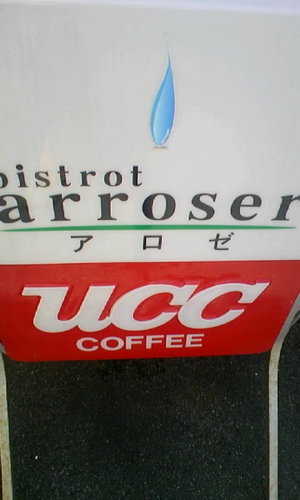 bistrot
arroser
アロゼ
UCC
COFFEE